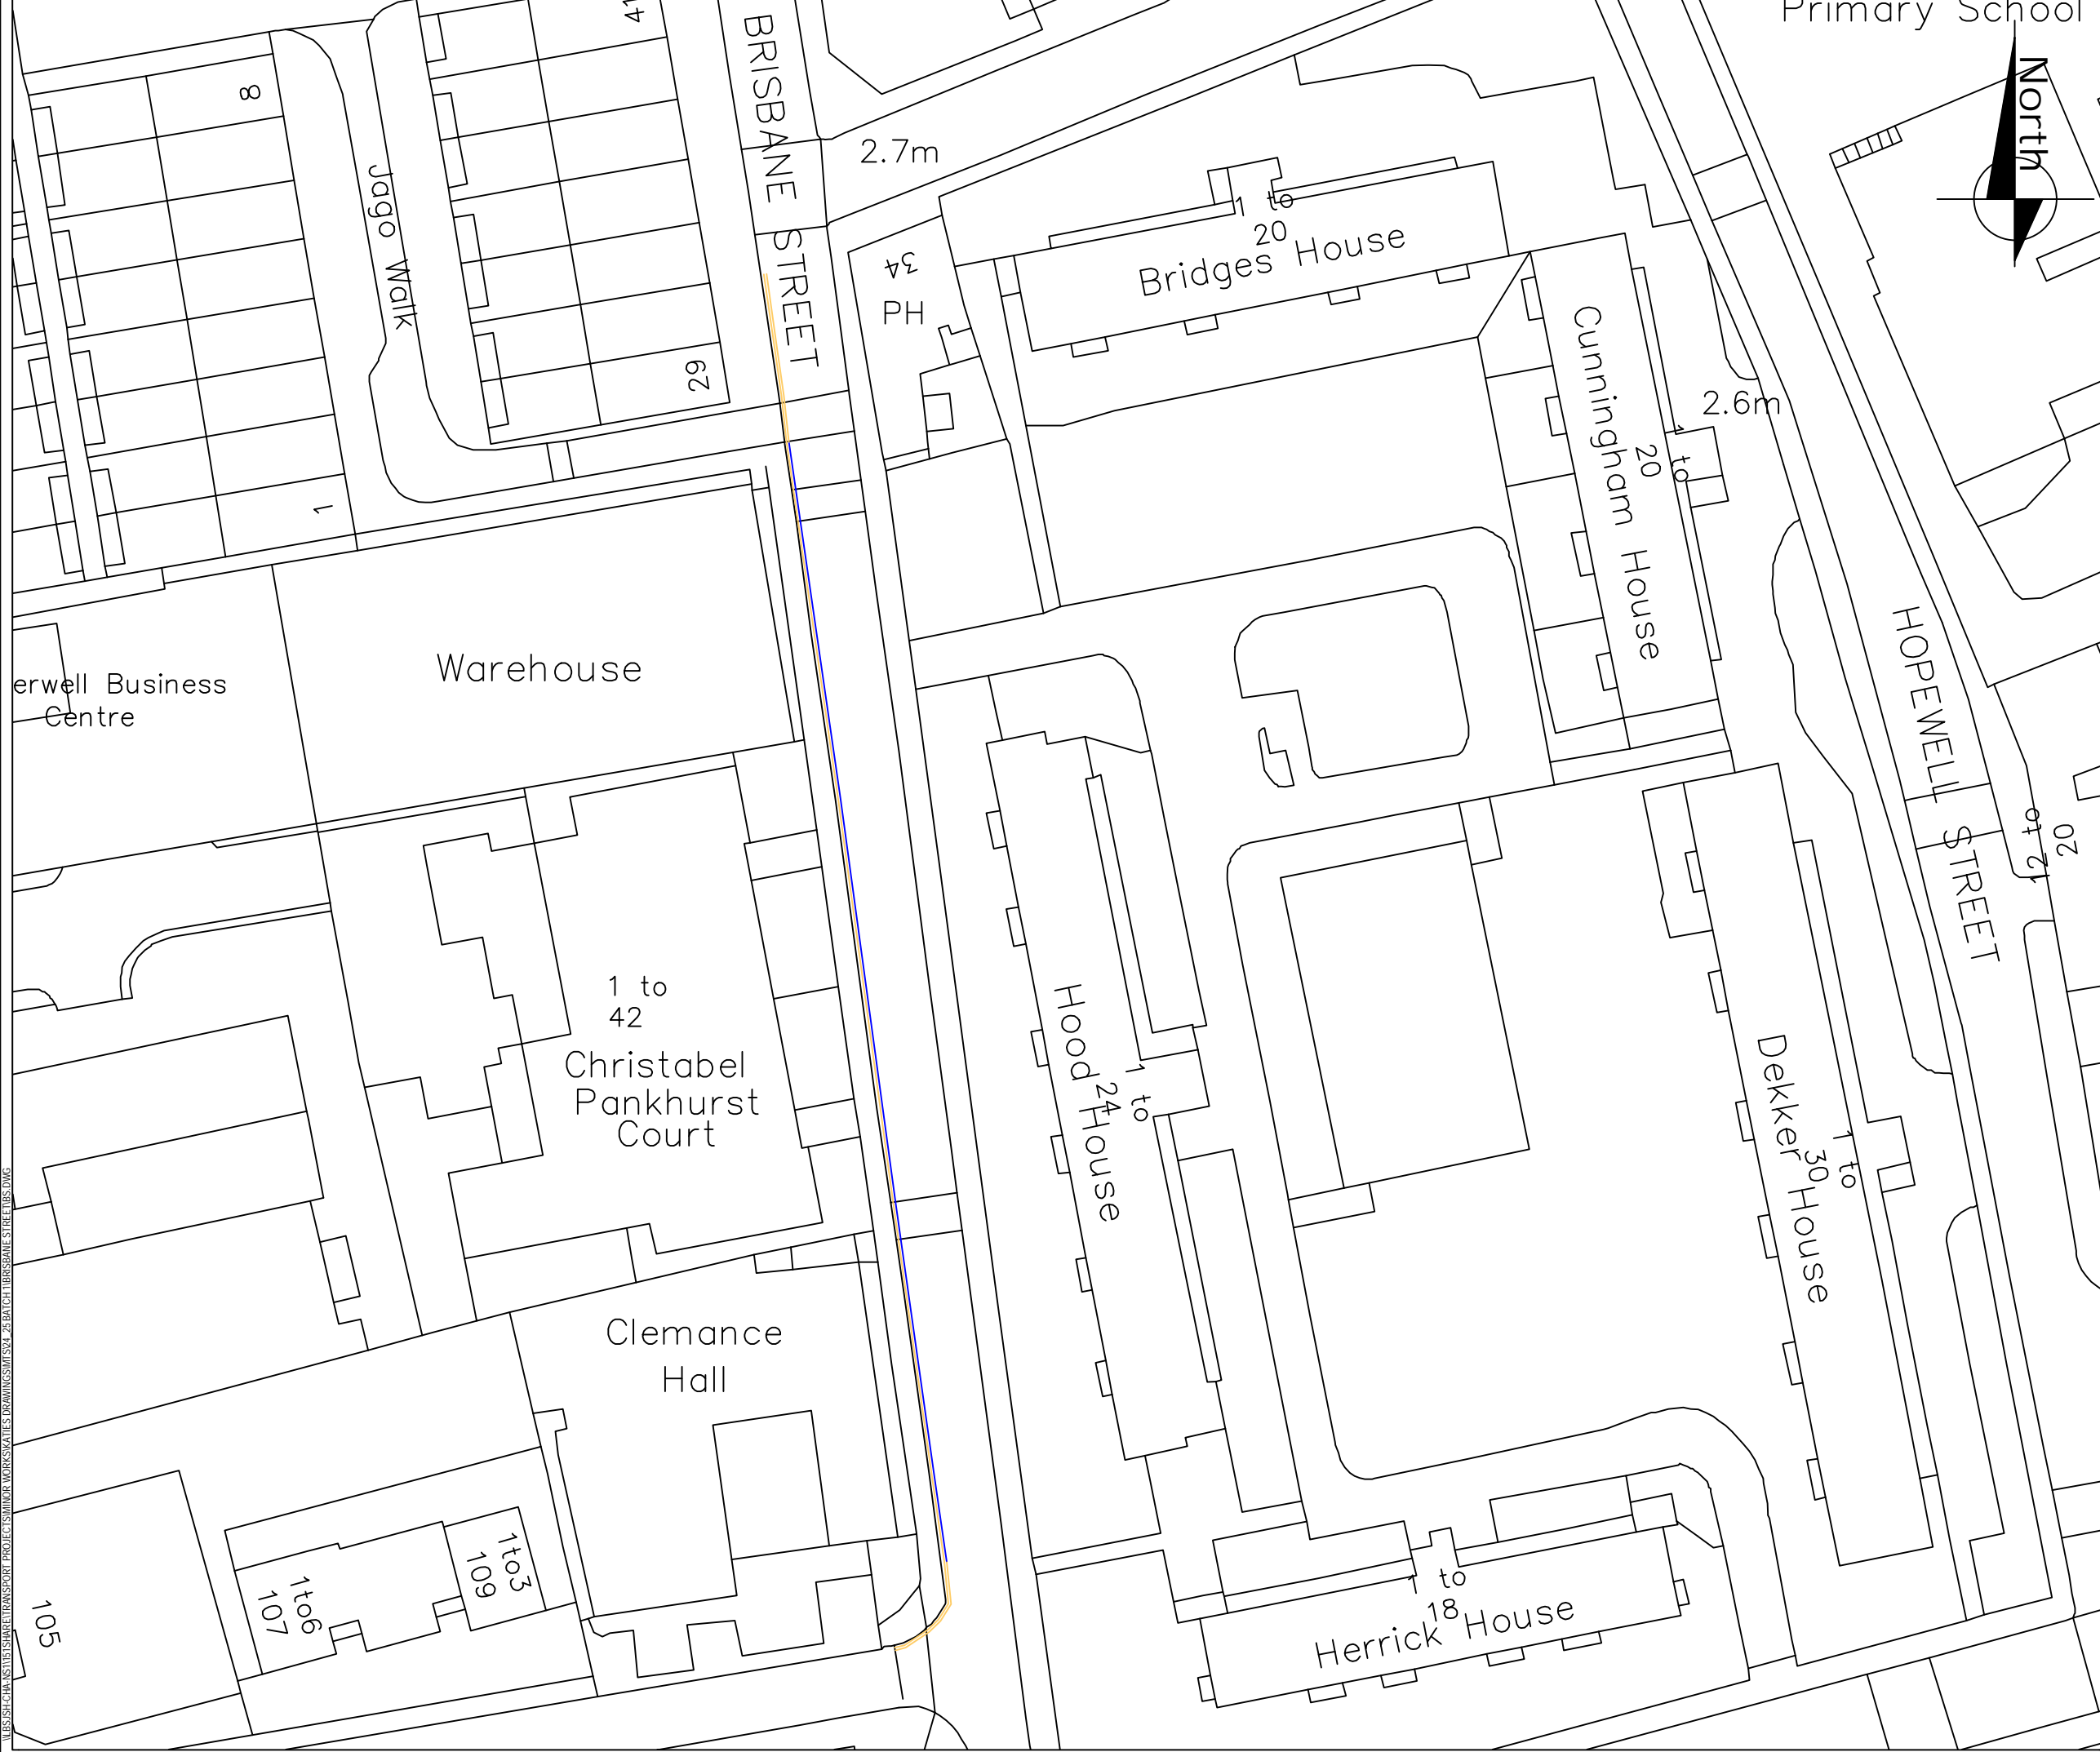 Primary School
North
BRISBANE STREET
41
8
Jago Walk
2.7m
34
PH
1 to
20
Bridges House
29
2.6m
Cunningham House
1 to
20
1
HOPEWELL STREET
erwell Business
Centre
Warehouse
1 to 12
20
1 to
42
Christabel
Pankhurst
Court
Hood House
1 to
24
Dekker House
1 to
30
Clemance
Hall
105
107
1to6
109
1to3
1 to
18
Herrick House